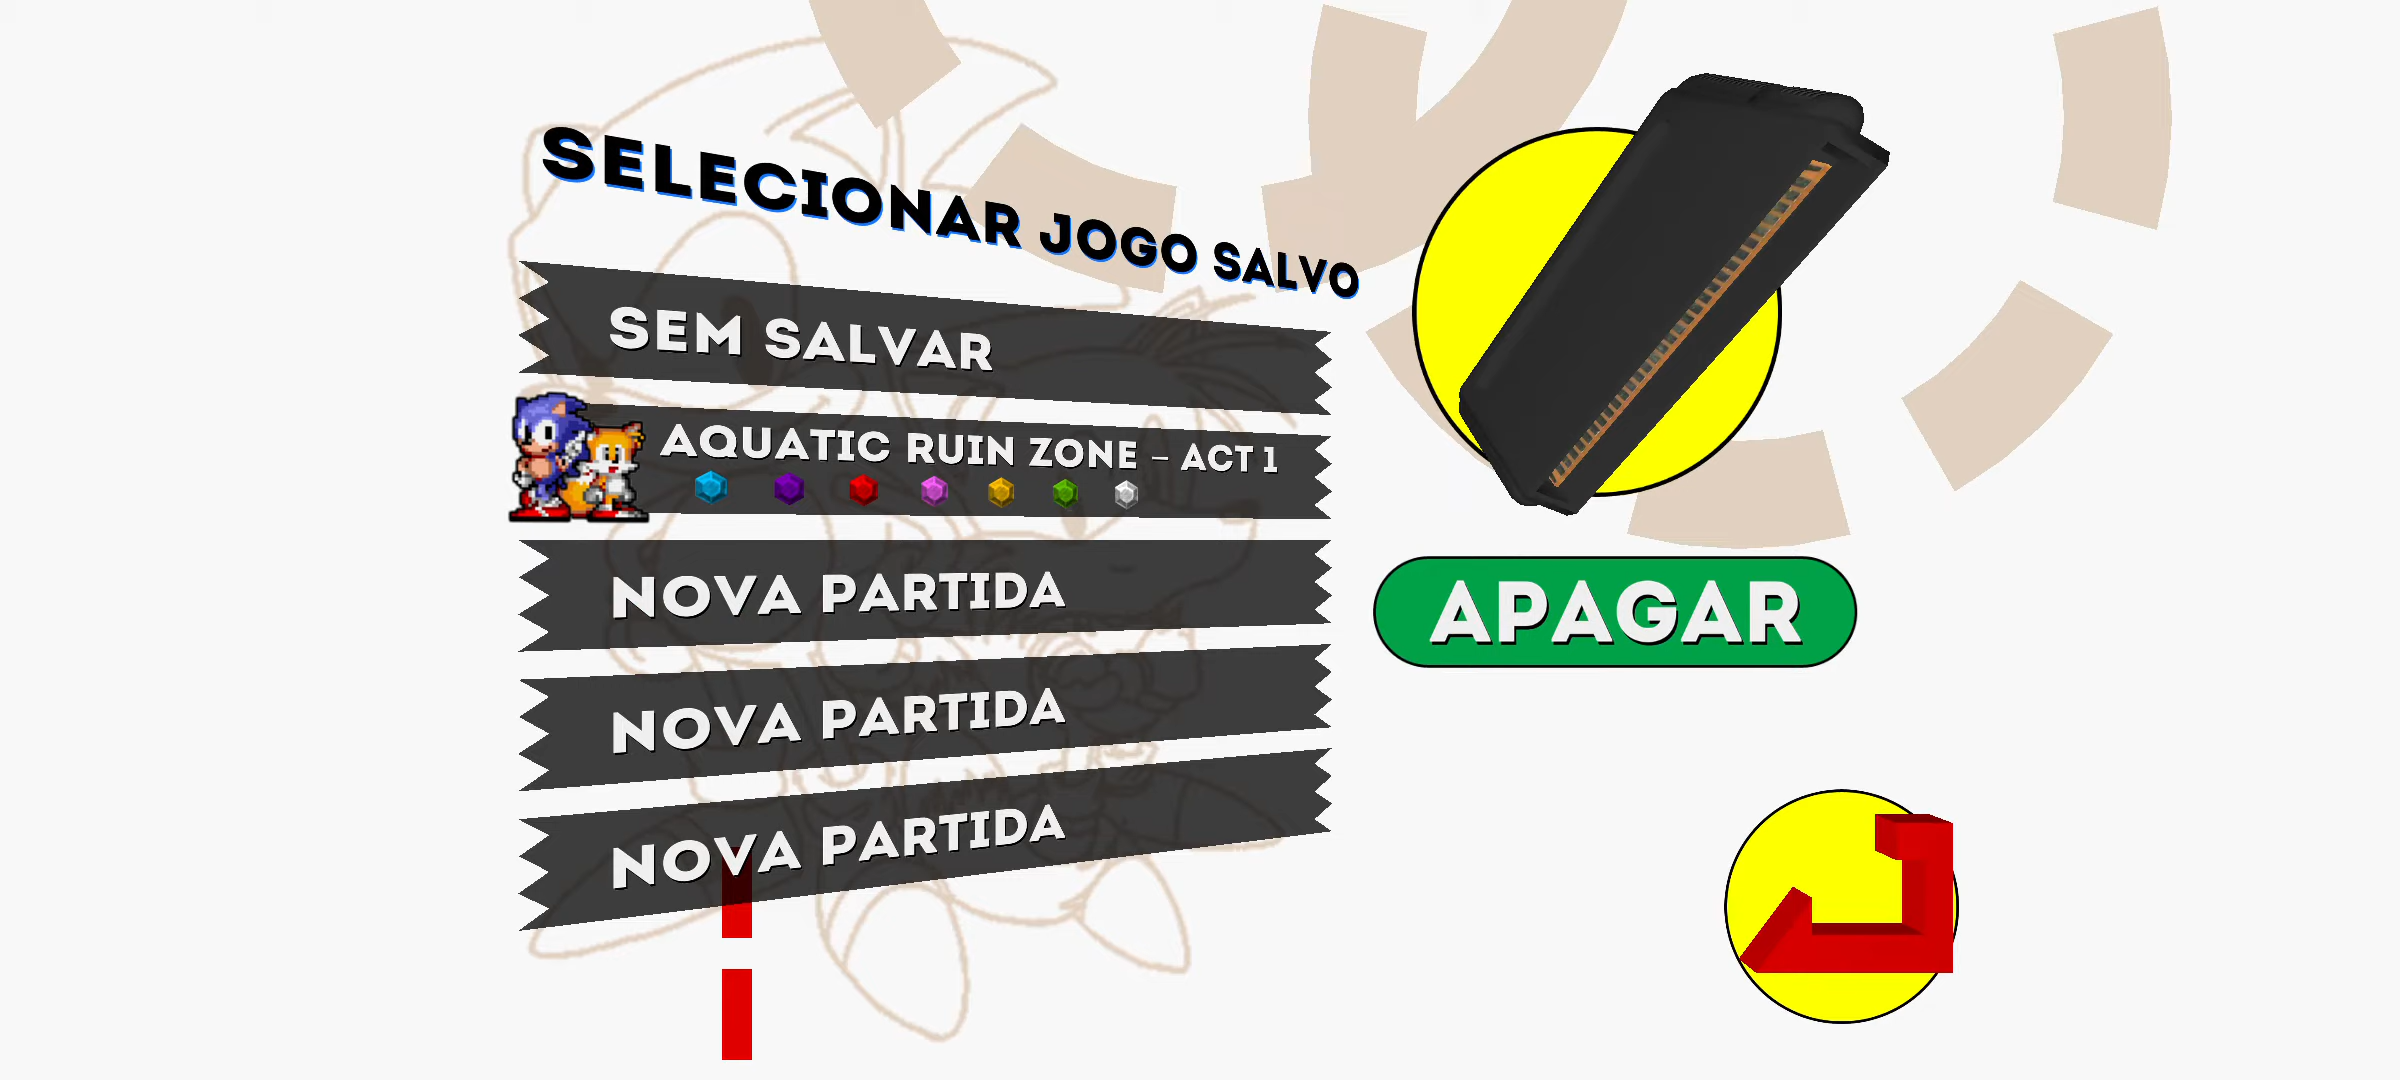 SELECIONAR JOGO SALVO
SEM SALVAR
AQUATIC RUIN ZONE – ACT 1
NOVA PARTIDA
NOVA PARTIDA
NOVA PARTIDA
APAGAR